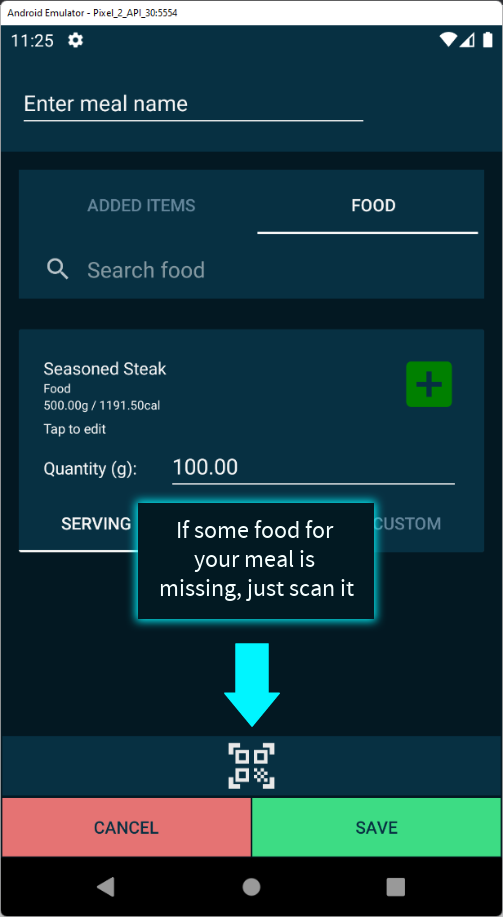 Android Emulator - Pixel_2_API_30:5554
11:25
Enter meal name
ADDED ITEMS
FOOD
Search food
Seasoned Steak
Food
500.00g / 1191.50cal
Tap to edit
Quantity (g):
100.00
SERVING
CUSTOM
If some food for
your meal is
missing, just scan it
CANCEL
SAVE